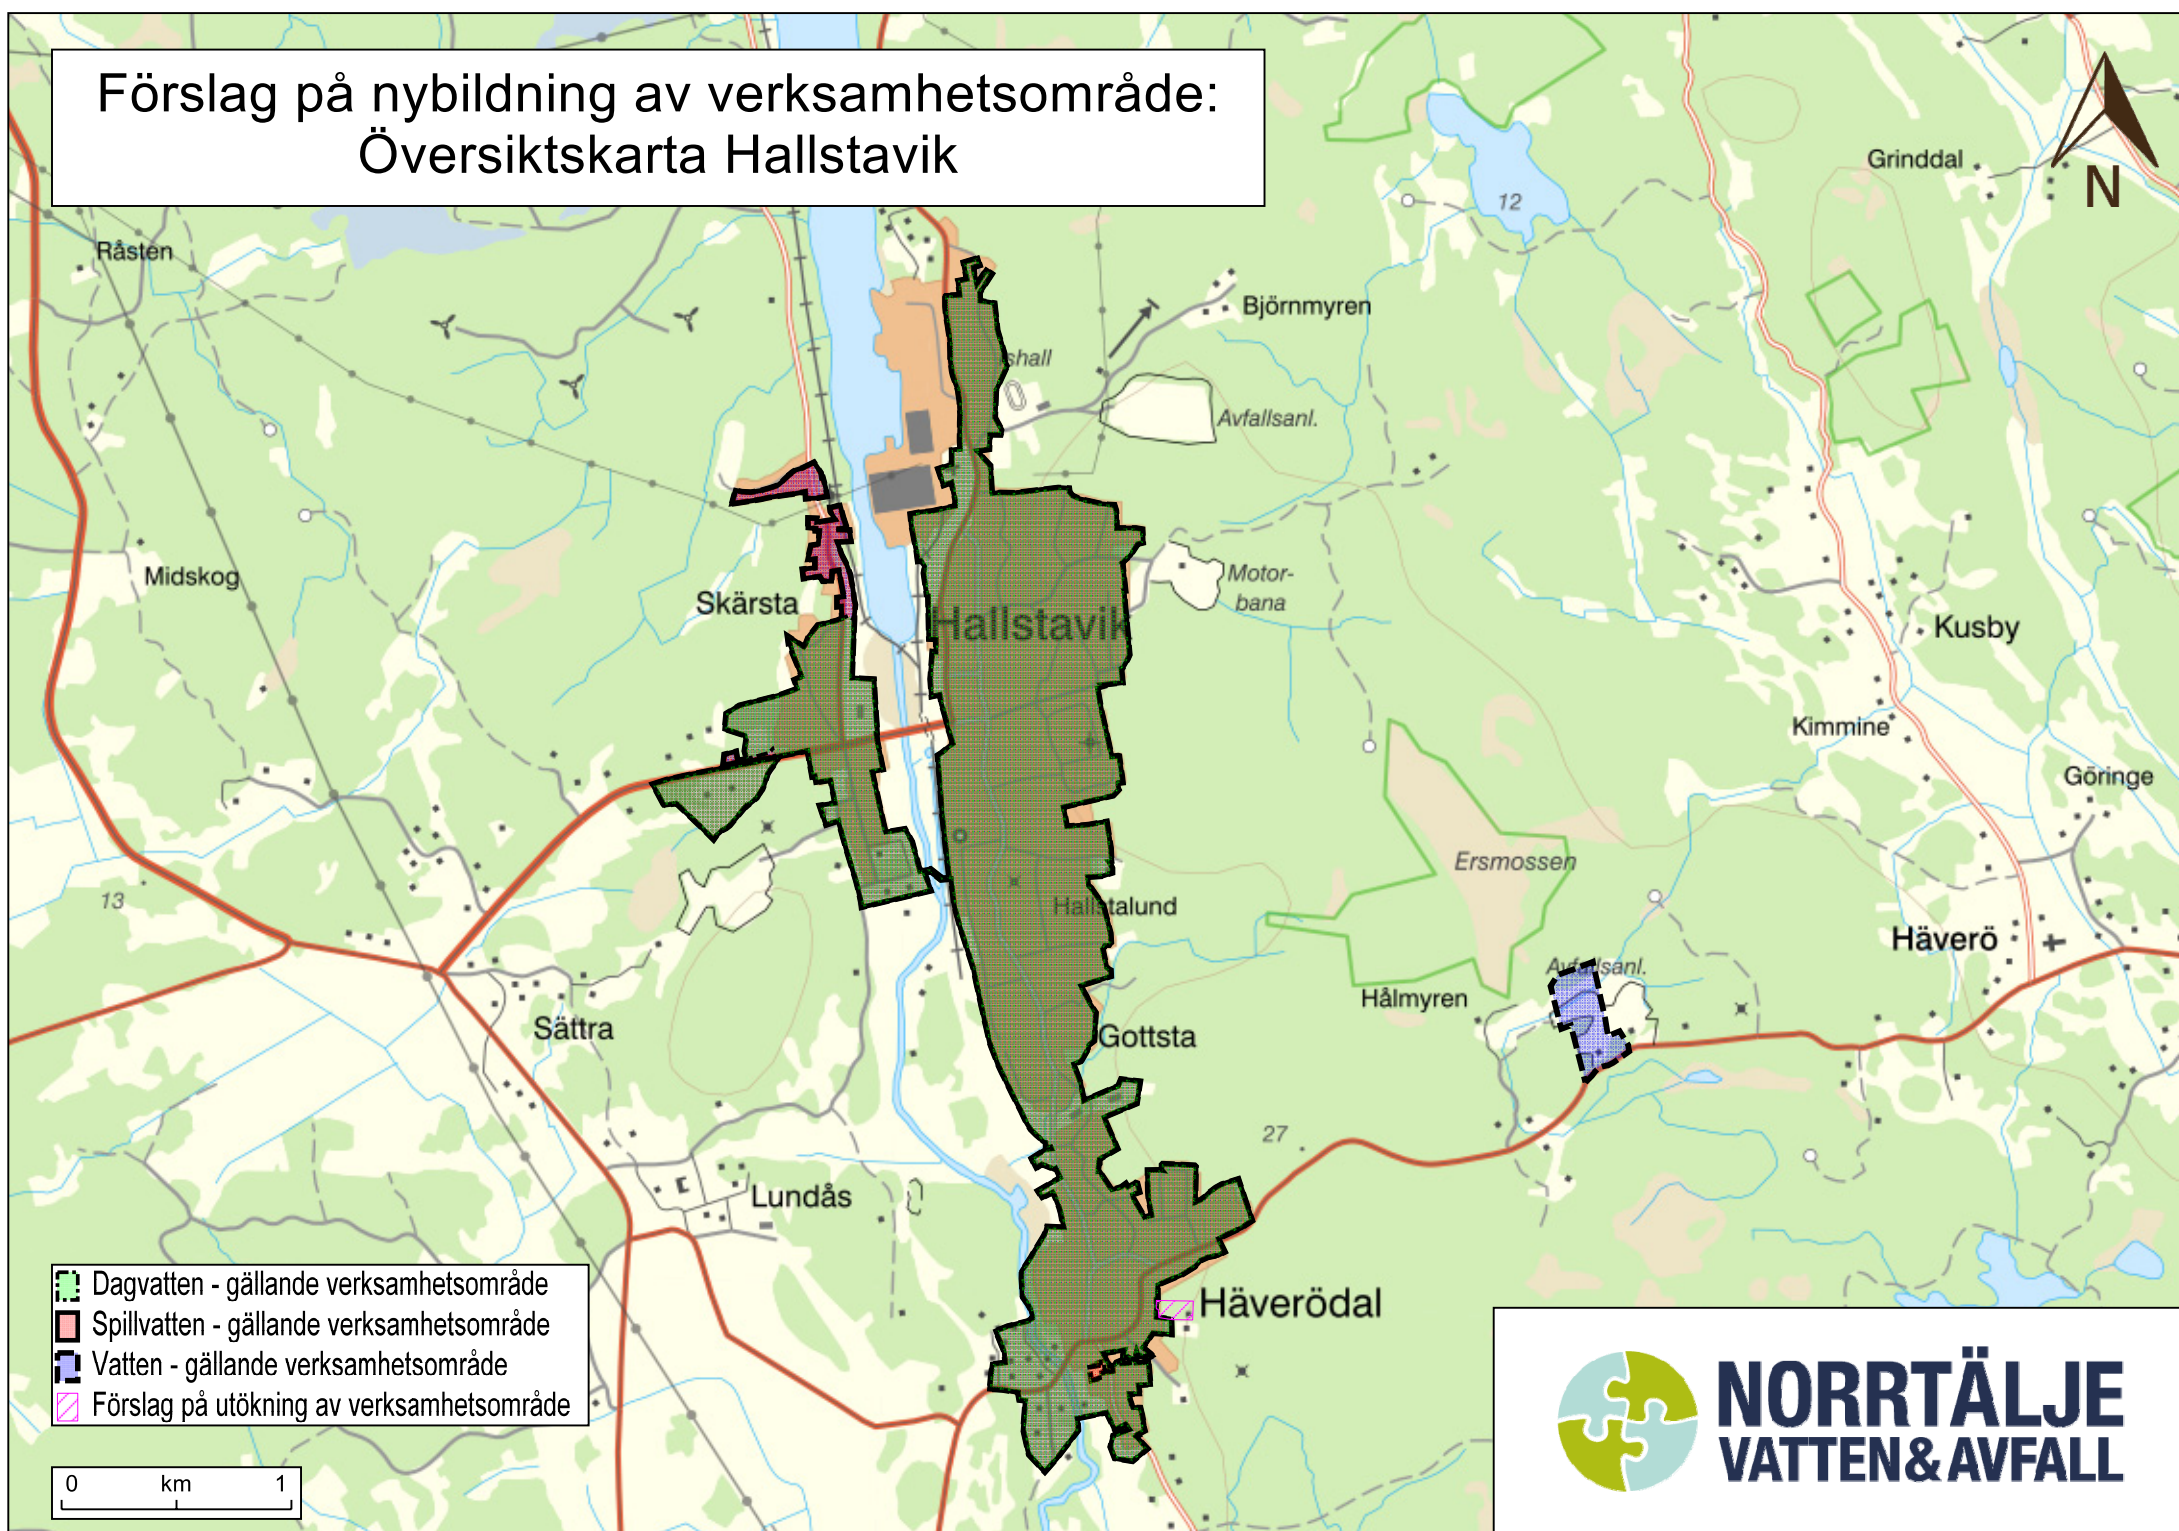 Förslag på nybildning av verksamhetsområde:
Översiktskarta Hallstavik
N
12
Grinddal
Råsten
Björnmyren
shall
Avfallsanl.
Midskog
Skärsta
Motor-
bana
Hallstavik
Kusby
Kimmine
Göringe
Ersmossen
13
Hallstalund
Häverö
Avfallsanl.
Hålmyren
Sättra
Gottsta
27
Lundås
Häverödal
Dagvatten - gällande verksamhetsområde
Spillvatten - gällande verksamhetsområde
Vatten - gällande verksamhetsområde
Förslag på utökning av verksamhetsområde
0 km 1
NORRTÄLJE
VATTEN & AVFALL